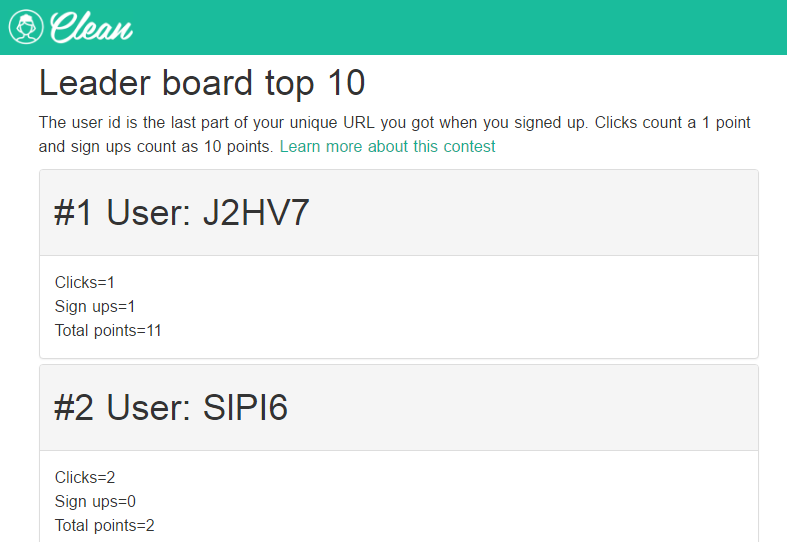 Clean
Leader board top 10
The user id is the last part of your unique URL you got when you signed up. Clicks count a 1 point
and sign ups count as 10 points. Learn more about this contest
#1 User: J2HV7
Clicks=1
Sign ups=1
Total points=11
#2 User: SIPI6
Clicks=2
Sign ups=0
Total points=2